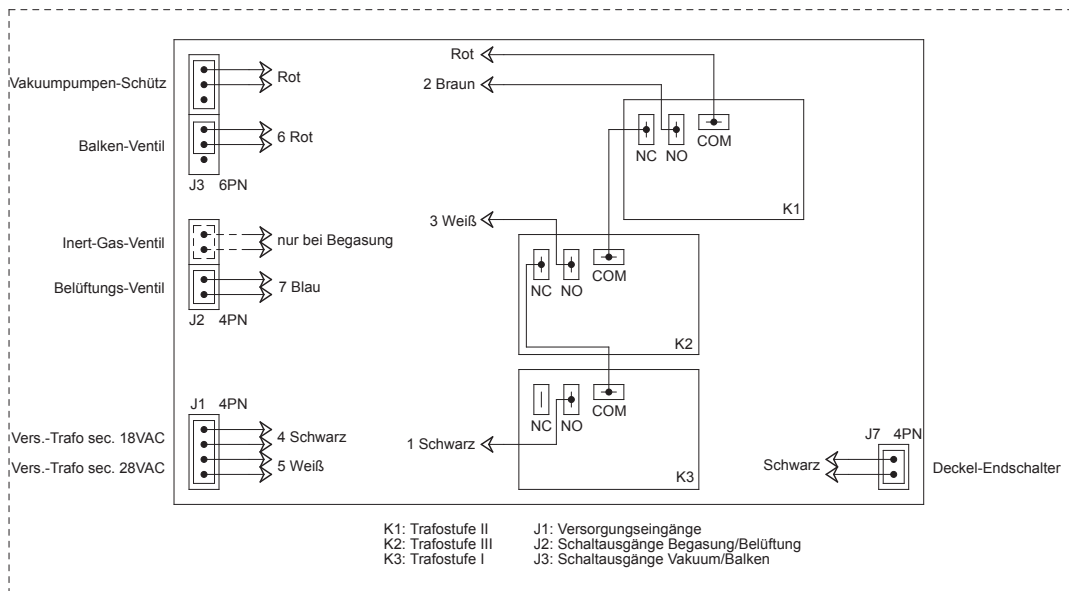 Vakuumpumpen-Schütz
Rot
Balken-Ventil
6 Rot
J3 6PN
Inert-Gas-Ventil
nur bei Begasung
Belüftungs-Ventil
7 Blau
J2 4PN
J1 4PN
Vers.-Trafo sec. 18VAC
4 Schwarz
Vers.-Trafo sec. 28VAC
5 Weiß
Rot
2 Braun
NC NO COM
K1
3 Weiß
NC NO COM
K2
NC NO COM
1 Schwarz
K3
J7 4PN
Schwarz
Deckel-Endschalter
K1: Trafostufe II
K2: Trafostufe III
K3: Trafostufe I
J1: Versorgungseingänge
J2: Schaltausgänge Begasung/Belüftung
J3: Schaltausgänge Vakuum/Balken